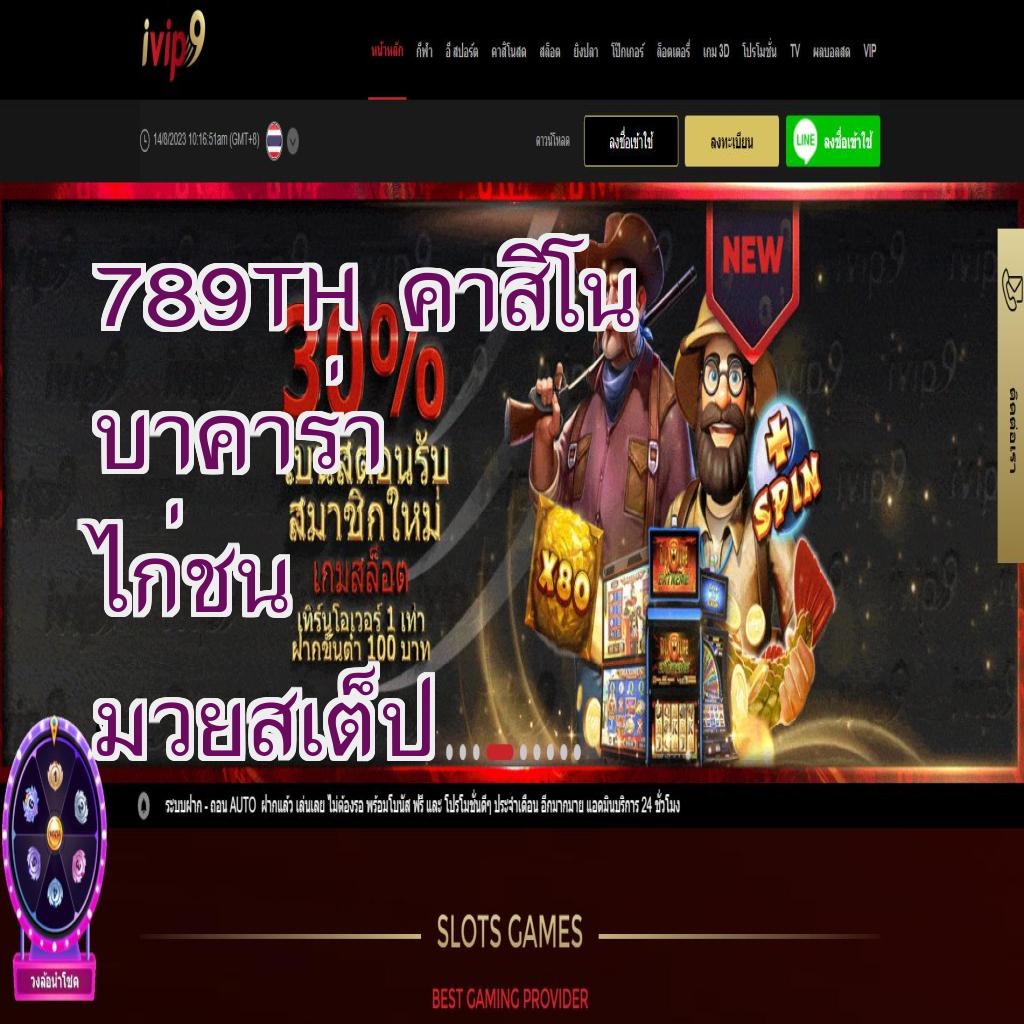 ivip9
หน้าหลัก กีฬา อี สปอร์ต คาสิโนสด สล็อต ยิงปลา โป๊กเกอร์ ล็อตเตอรี่ เกม 3D โปรโมชั่น TV ผลบอลสด VIP
14/8/2023 10:16:51am (GMT+8)
ดาวน์โหลด ลงชื่อเข้าใช้ ลงทะเบียน LINE ลงชื่อเข้าใช้
NEW
789TH คาสิโน
30%
บาคาร่า
โบนัสต้อนรับ
สมาชิกใหม่
ไก่ชน
เกมสล็อต
เทิร์นโอเวอร์ 1 เท่า
ฝากขั้นต่ำ 100 บาท
มวยสเต็ป
+
SPIN
X80
EXTREME
ติดต่อเรา
ระบบฝาก - ถอน AUTO ฝากแล้ว เล่นเลย ไม่ต้องรอ พร้อมโบนัส ฟรี และ โปรโมชั่นดีๆ ประจำเดือน อีกมากมาย แอดมินบริการ 24 ชั่วโมง
วงล้อนำโชค
SLOTS GAMES
BEST GAMING PROVIDER